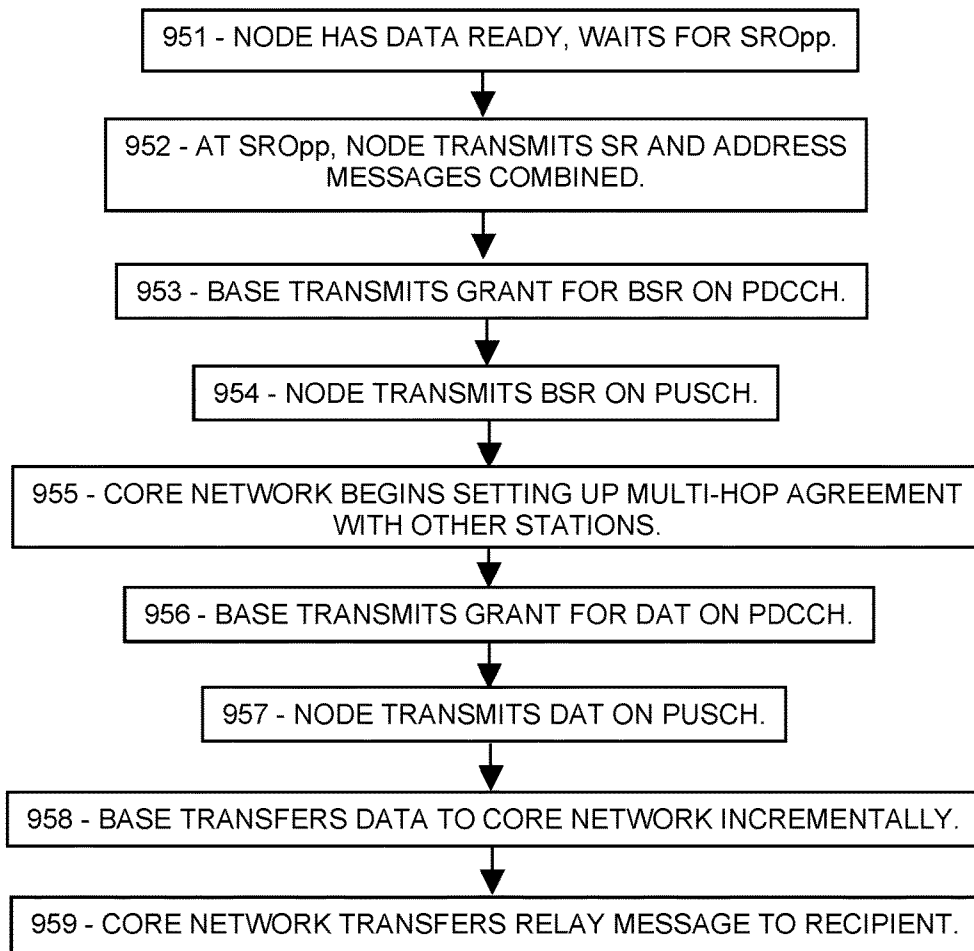 951 - NODE HAS DATA READY, WAITS FOR SROpp.
952 - AT SROpp, NODE TRANSMITS SR AND ADDRESS
MESSAGES COMBINED.
953 - BASE TRANSMITS GRANT FOR BSR ON PDCCH.
954 - NODE TRANSMITS BSR ON PUSCH.
955 - CORE NETWORK BEGINS SETTING UP MULTI-HOP AGREEMENT
WITH OTHER STATIONS.
956 - BASE TRANSMITS GRANT FOR DAT ON PDCCH.
957 - NODE TRANSMITS DAT ON PUSCH.
958 - BASE TRANSFERS DATA TO CORE NETWORK INCREMENTALLY.
959 - CORE NETWORK TRANSFERS RELAY MESSAGE TO RECIPIENT.